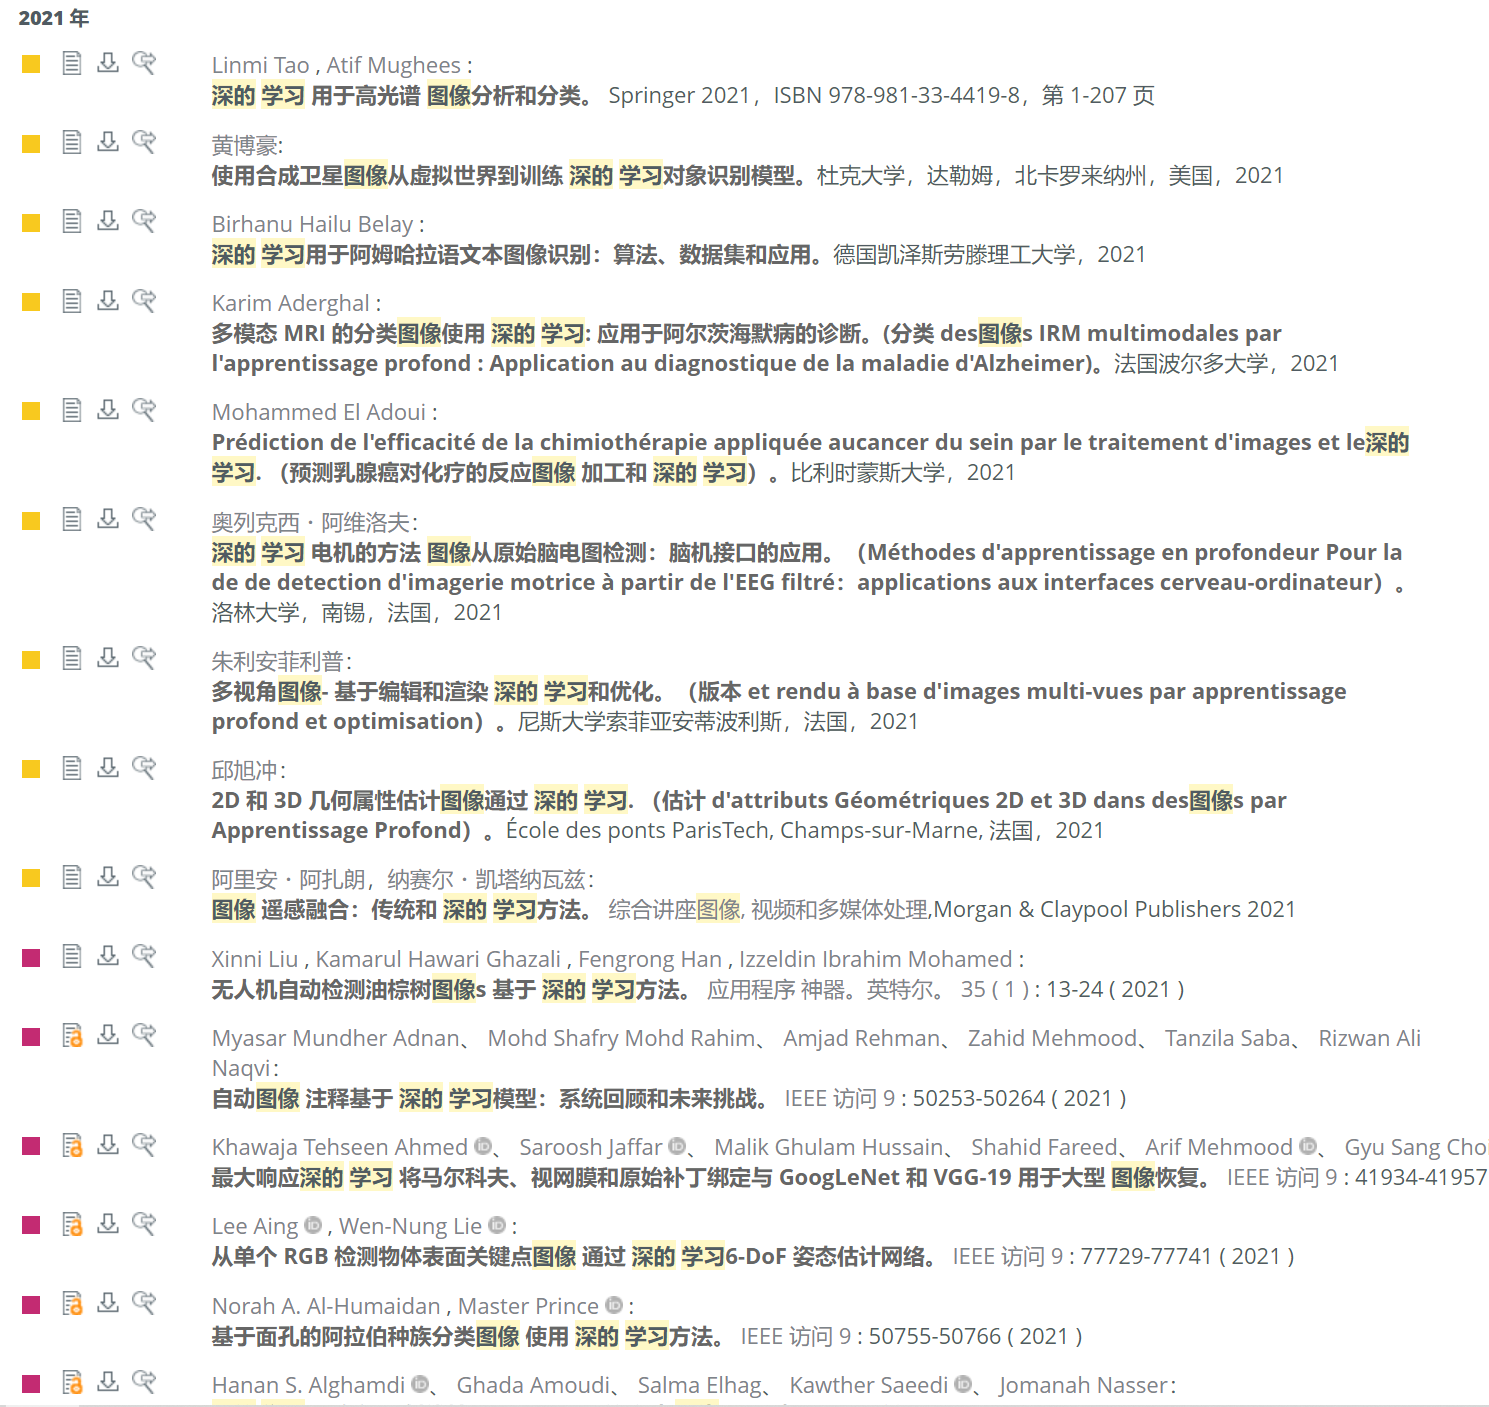 2021 年
Linmi Tao , Atif Mughees :
深的 学习 用于高光谱 图像分析和分类。 Springer 2021，ISBN 978-981-33-4419-8，第 1-207 页
黄博豪:
使用合成卫星图像从虚拟世界到训练 深的 学习对象识别模型。杜克大学，达勒姆，北卡罗来纳州，美国，2021
Birhanu Hailu Belay :
深的 学习用于阿姆哈拉语文本图像识别：算法、数据集和应用。德国凯泽斯劳滕理工大学，2021
Karim Aderghal :
多模态 MRI 的分类图像使用 深的 学习: 应用于阿尔茨海默病的诊断。(分类 des图像s IRM multimodales par
l'apprentissage profond : Application au diagnostique de la maladie d'Alzheimer)。法国波尔多大学，2021
Mohammed El Adoui :
Prédiction de l'efficacité de la chimiothérapie appliquée aucancer du sein par le traitement d'images et le深的
学习. （预测乳腺癌对化疗的反应图像 加工和 深的 学习）。比利时蒙斯大学，2021
奥列克西·阿维洛夫：
深的 学习 电机的方法 图像从原始脑电图检测：脑机接口的应用。（Méthodes d'apprentissage en profondeur Pour la
de de detection d'imagerie motrice à partir de l'EEG filtré：applications aux interfaces cerveau-ordinateur）。
洛林大学，南锡，法国，2021
朱利安菲利普：
多视角图像- 基于编辑和渲染 深的 学习和优化。（版本 et rendu à base d'images multi-vues par apprentissage
profond et optimisation）。尼斯大学索菲亚安蒂波利斯，法国，2021
邱旭冲：
2D 和 3D 几何属性估计图像通过 深的 学习. （估计 d'attributs Géométriques 2D et 3D dans des图像s par
Apprentissage Profond）。École des ponts ParisTech, Champs-sur-Marne, 法国，2021
阿里安·阿扎朗，纳赛尔·凯塔纳瓦兹：
图像 遥感融合：传统和 深的 学习方法。 综合讲座图像, 视频和多媒体处理,Morgan & Claypool Publishers 2021
Xinni Liu , Kamarul Hawari Ghazali , Fengrong Han , Izzeldin Ibrahim Mohamed :
无人机自动检测油棕树图像s 基于 深的 学习方法。 应用程序 神器。英特尔。 35 ( 1 ) : 13-24 ( 2021 )
Myasar Mundher Adnan、 Mohd Shafry Mohd Rahim、 Amjad Rehman、 Zahid Mehmood、 Tanzila Saba、 Rizwan Ali
Naqvi：
自动图像 注释基于 深的 学习模型：系统回顾和未来挑战。 IEEE 访问 9 : 50253-50264 ( 2021 )
Khawaja Tehseen Ahmed 、 Saroosh Jaffar 、 Malik Ghulam Hussain、 Shahid Fareed、 Arif Mehmood 、 Gyu Sang Choi
最大响应深的 学习 将马尔科夫、视网膜和原始补丁绑定与 GoogLeNet 和 VGG-19 用于大型 图像恢复。 IEEE 访问 9 : 41934-41957
Lee Aing , Wen-Nung Lie :
从单个 RGB 检测物体表面关键点图像 通过 深的 学习6-DoF 姿态估计网络。 IEEE 访问 9 : 77729-77741 ( 2021 )
Norah A. Al-Humaidan , Master Prince :
基于面孔的阿拉伯种族分类图像 使用 深的 学习方法。 IEEE 访问 9 : 50755-50766 ( 2021 )
Hanan S. Alghamdi 、 Ghada Amoudi、 Salma Elhag、 Kawther Saeedi 、 Jomanah Nasser：